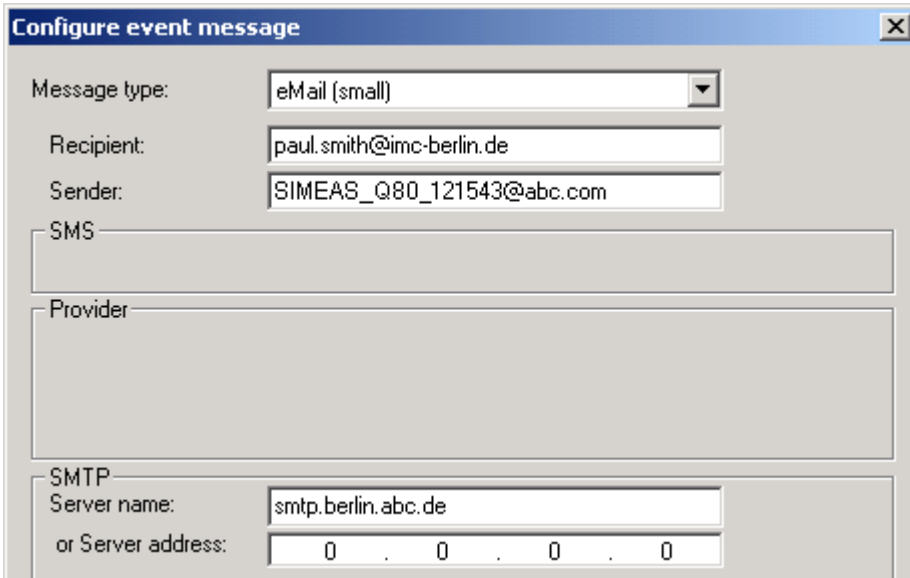 Configure event message
Message type: eMail (small)
Recipient: paul.smith@imc-berlin.de
Sender: SIMEAS_Q80_121543@abc.com
SMS
Provider
SMTP
Server name: smtp.berlin.abc.de
or Server address: 0 . 0 . 0 . 0